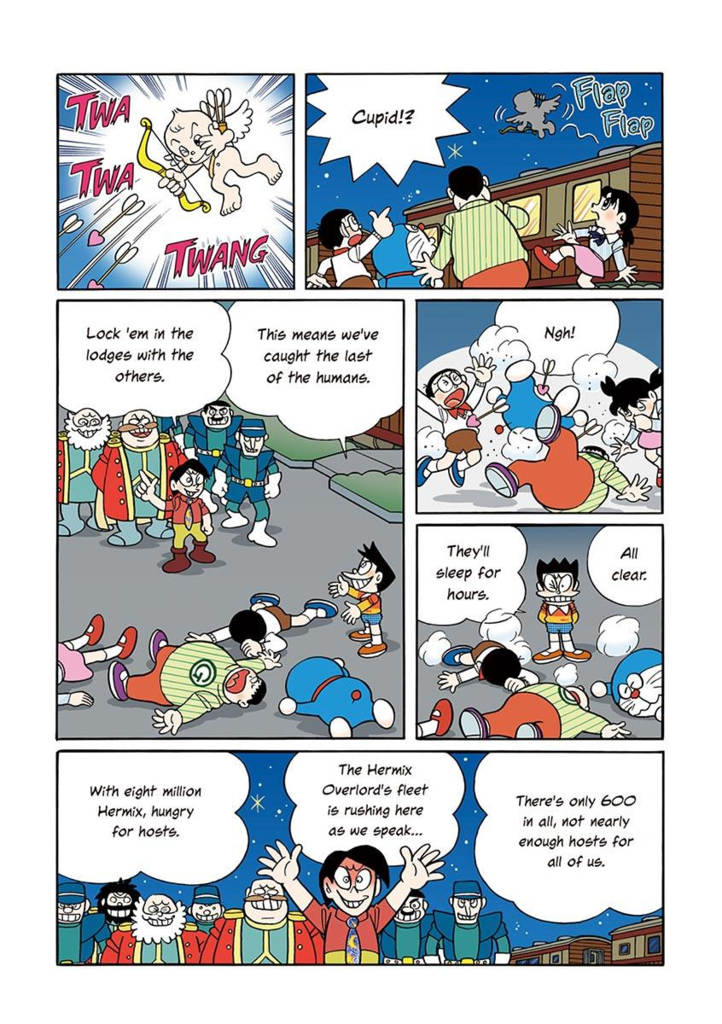 Flap
Flap
Cupid!?
TWA
TWA
TWANG
Ngh!
All
clear.
They'll
sleep for
hours.
This means we've
caught the last
of the humans.
Lock 'em in the
lodges with the
others.
G
G
There's only 600
in all, not nearly
enough hosts for
all of us.
The Hermix
Overlord's fleet
is rushing here
as we speak...
With eight million
Hermix, hungry
for hosts.